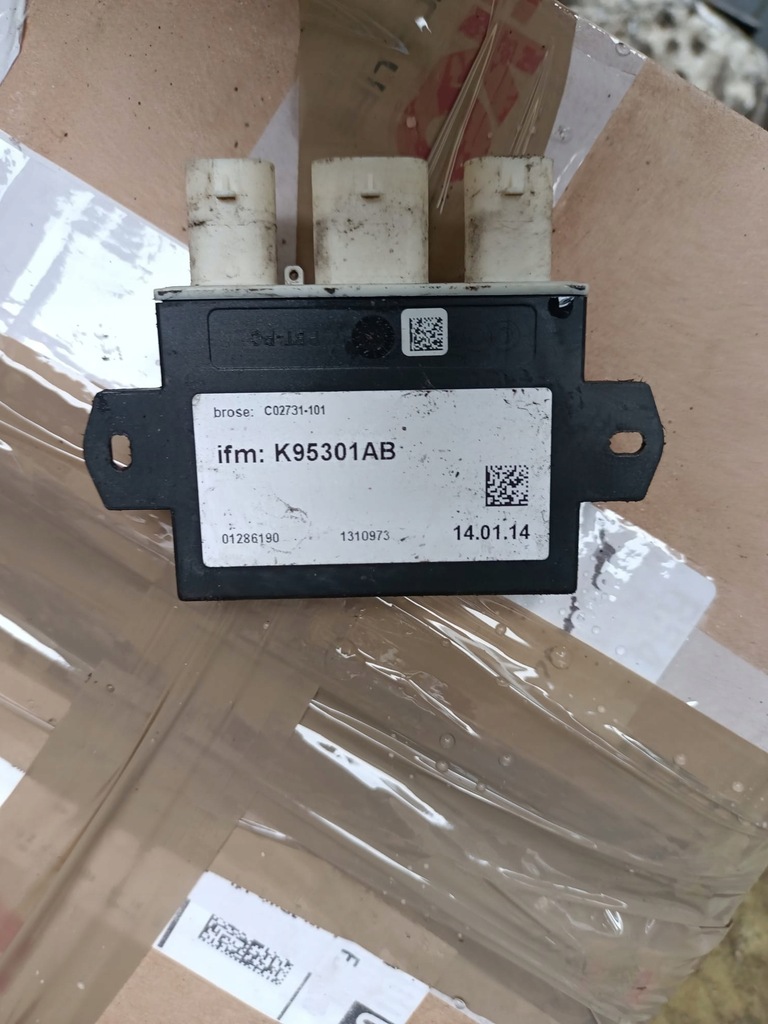 brose: C02731-101
ifm: K95301AB
01286190 1310973 14.01.14
F